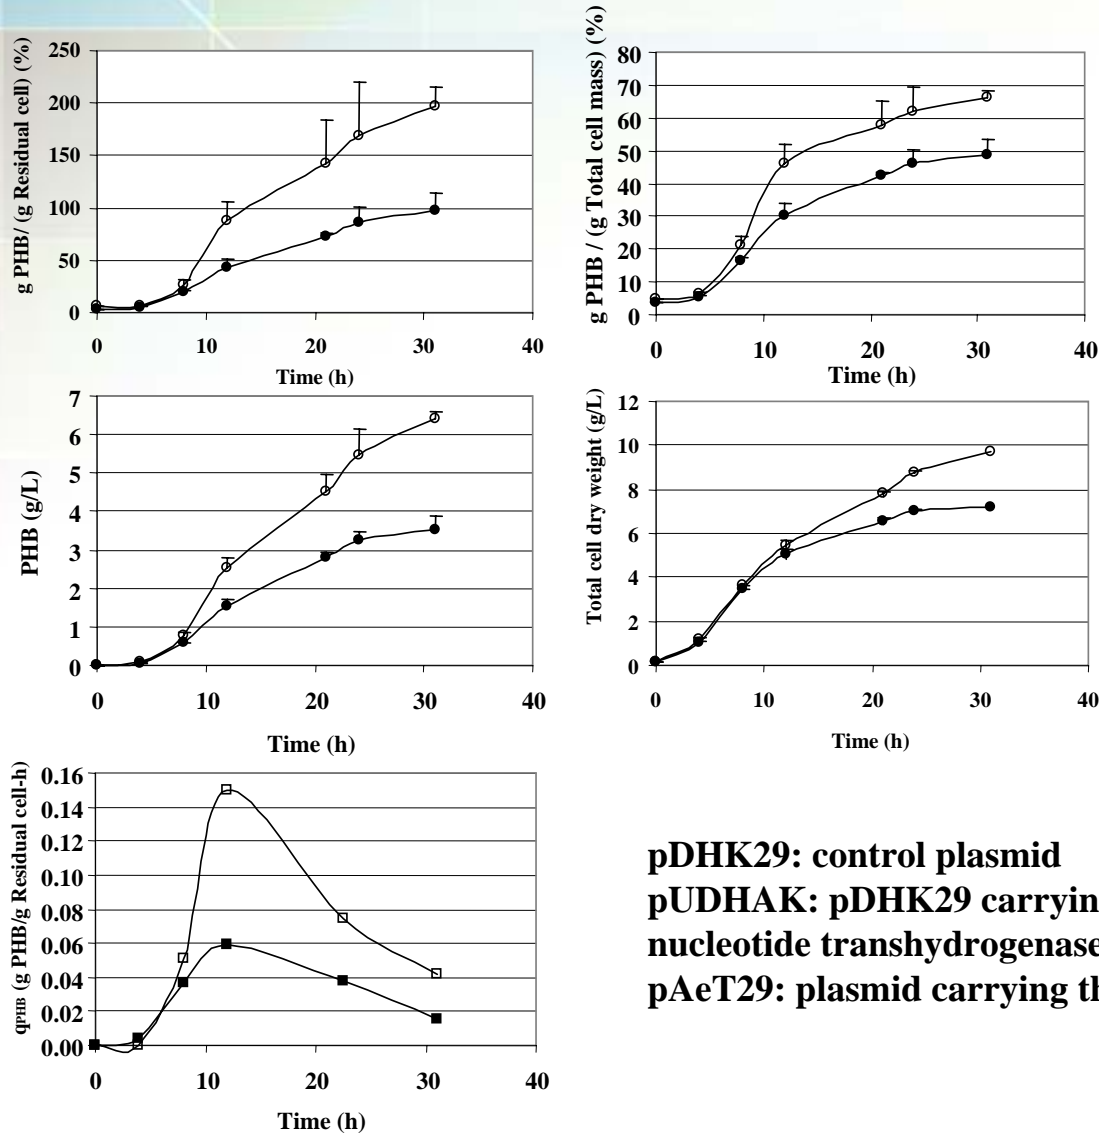 g PHB/ (g Residual cell) (%)
250
200
150
100
50
0
0 10 20 30 40
Time (h)
g PHB / (g Total cell mass) (%)
80
70
60
50
40
30
20
10
0
0 10 20 30 40
Time (h)
PHB (g/L)
7
6
5
4
3
2
1
0
0 10 20 30 40
Time (h)
Total cell dry weight (g/L)
12
10
8
6
4
2
0
0 10 20 30 40
Time (h)
qPHB (g PHB/g Residual cell-h)
0.16
0.14
0.12
0.10
0.08
0.06
0.04
0.02
0.00
0 10 20 30 40
Time (h)
pDHK29: control plasmid
pUDHAK: pDHK29 carryin
nucleotide transhydrogenase
pAeT29: plasmid carrying th